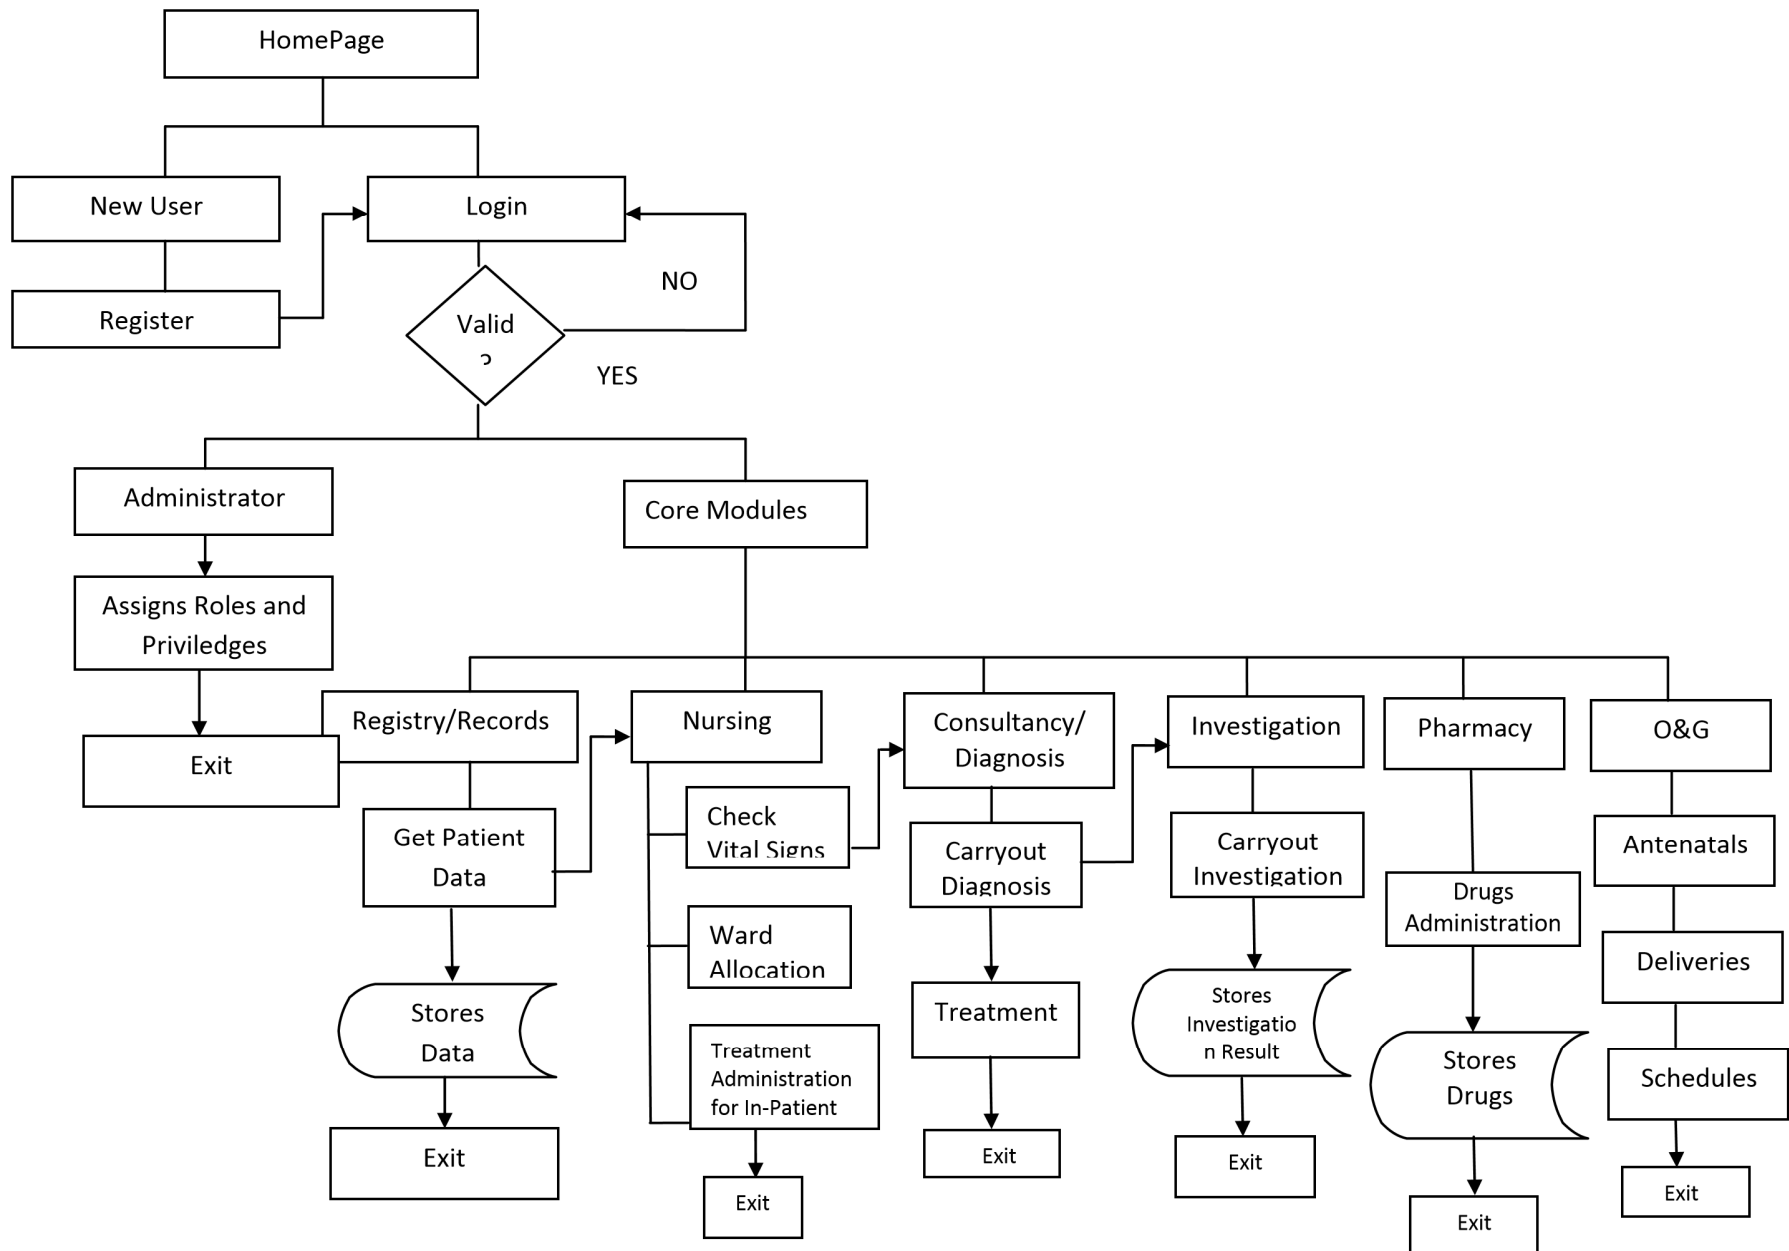 HomePage
New User
Login
NO
Register
Valid
?
YES
Administrator
Core Modules
Assigns Roles and
Priviledges
Registry/Records
Nursing
Consultancy/
Diagnosis
Investigation
Pharmacy
O&G
Exit
Get Patient
Data
Check
Vital Signs
Carryout
Diagnosis
Carryout
Investigation
Drugs
Administration
Antenatals
Ward
Allocation
Deliveries
Stores
Data
Treatment
Administration
for In-Patient
Treatment
Stores
Investigatio
n Result
Stores
Drugs
Schedules
Exit
Exit
Exit
Exit
Exit
Exit